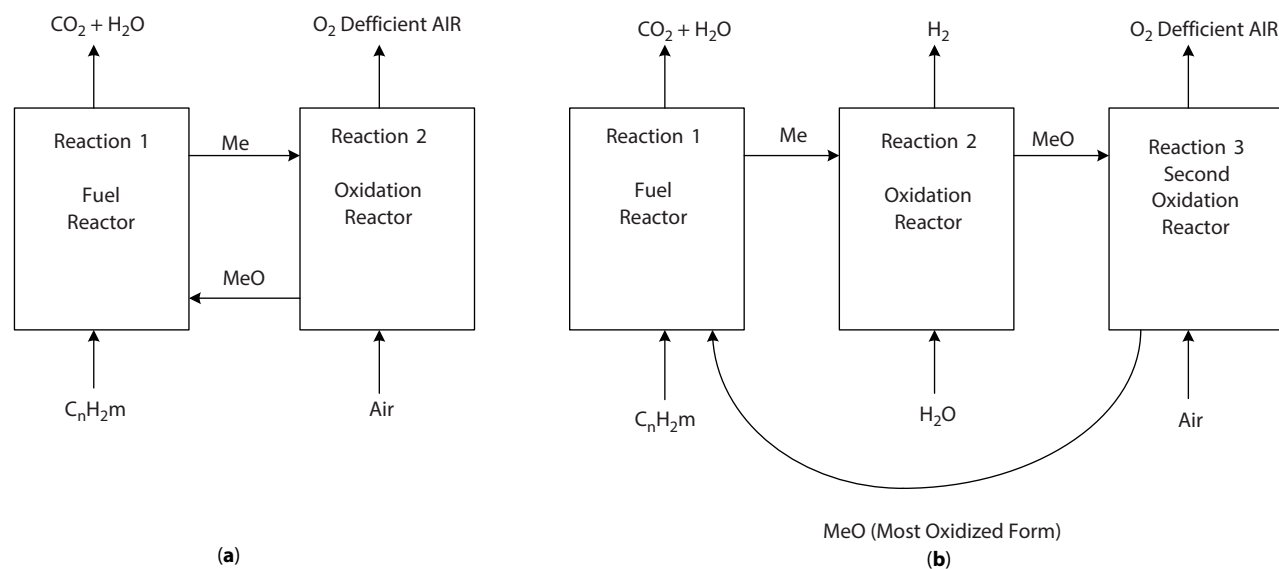 CO₂ + H₂O
O₂ Defficient AIR
Reaction 1
Fuel
Reactor
Me
Reaction 2
Oxidation
Reactor
MeO
CₙH₂m
Air
(a)
CO₂ + H₂O
H₂
O₂ Defficient AIR
Reaction 1
Fuel
Reactor
Me
Reaction 2
Oxidation
Reactor
MeO
Reaction 3
Second
Oxidation
Reactor
CₙH₂m
H₂O
Air
MeO (Most Oxidized Form)
(b)